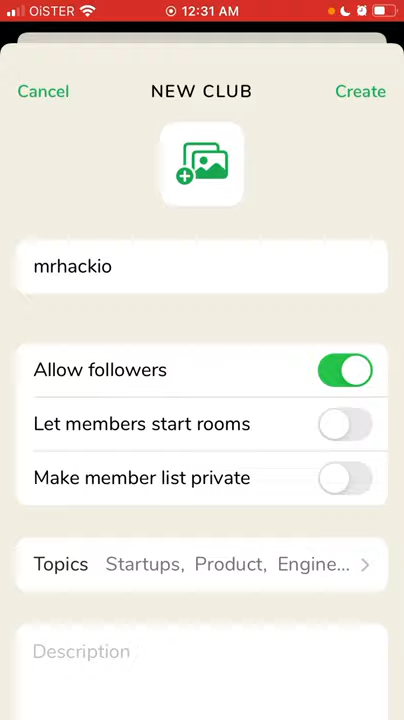 OiSTER 12:31 AM
Cancel NEW CLUB Create
mrhackio
Allow followers
Let members start rooms
Make member list private
Topics Startups, Product, Engine...
Description